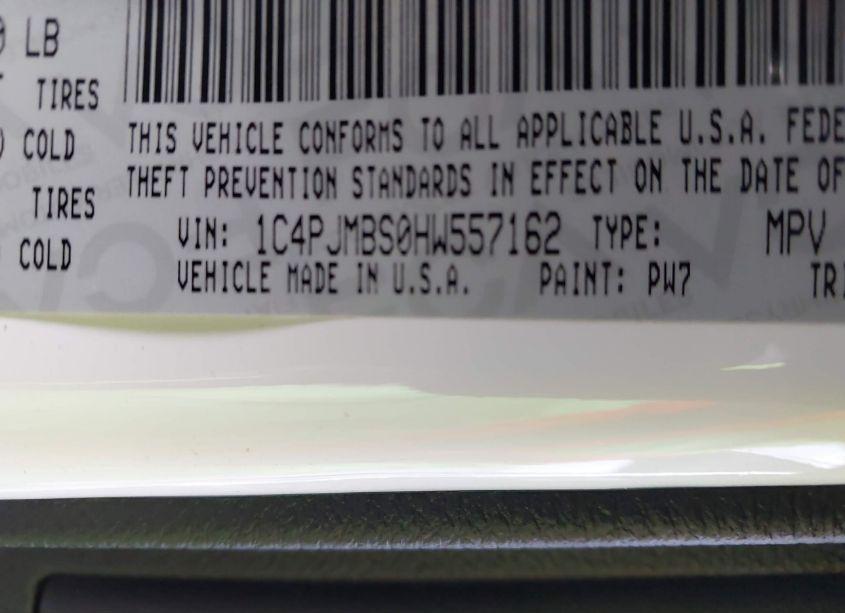 LB
TIRES
COLD
TIRES
COLD
THIS VEHICLE CONFORMS TO ALL APPLICABLE U.S.A. FEDE
THEFT PREVENTION STANDARDS IN EFFECT ON THE DATE OF
VIN: 1C4PJMBS0HW557162 TYPE: MPV
VEHICLE MADE IN U.S.A. PAINT: PW7 TRI